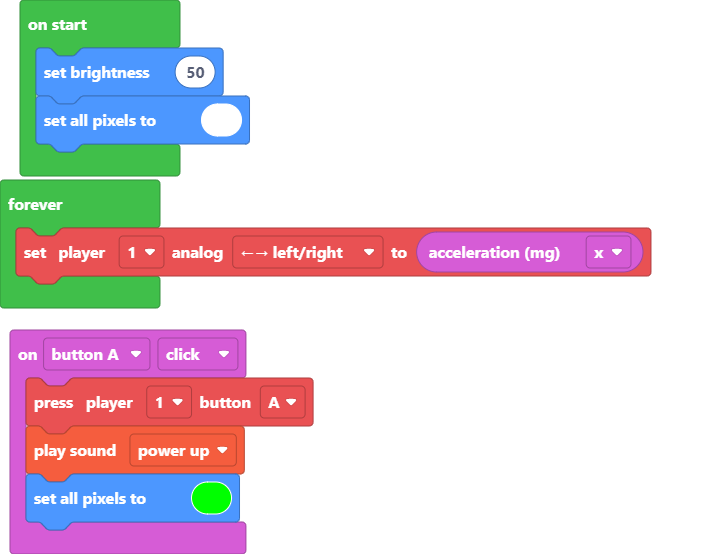 on start
set brightness 50
set all pixels to
forever
set player 1 analog ←→ left/right to acceleration (mg) x
on button A click
press player 1 button A
play sound power up
set all pixels to